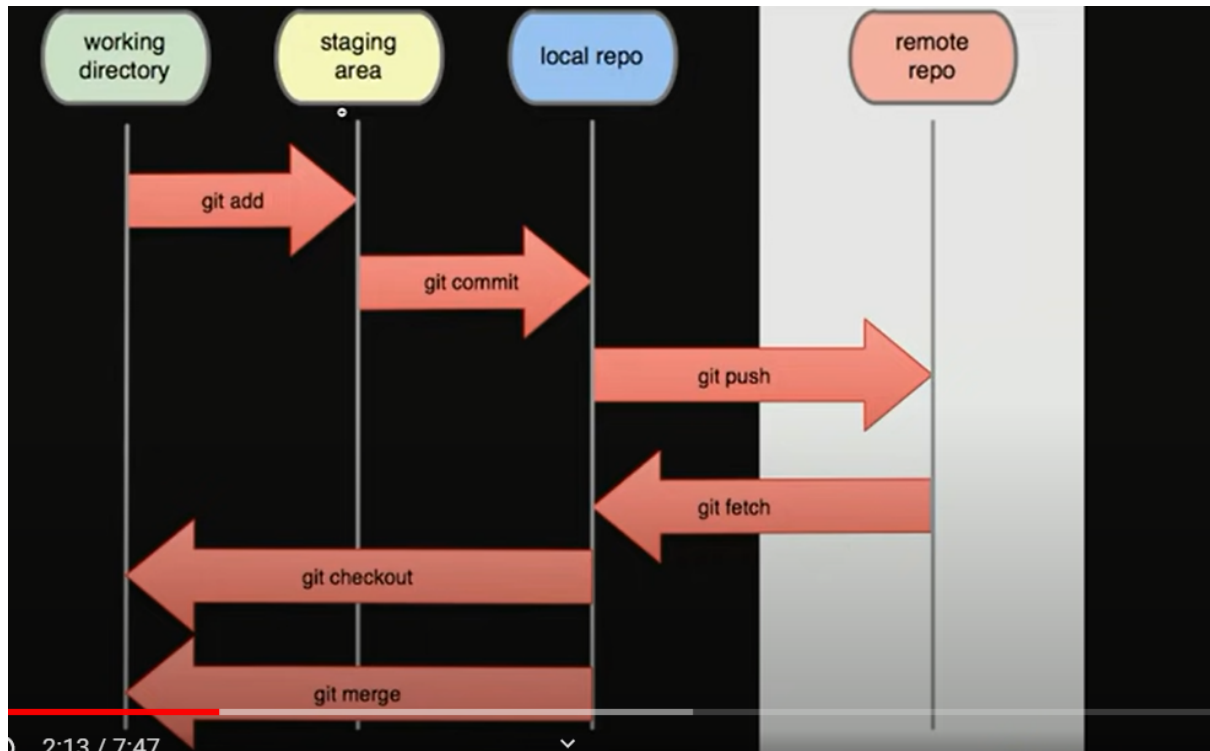 working
directory
staging
area
local repo
remote
repo
git add
git commit
git push
git fetch
git checkout
git merge
2:13 / 7:47